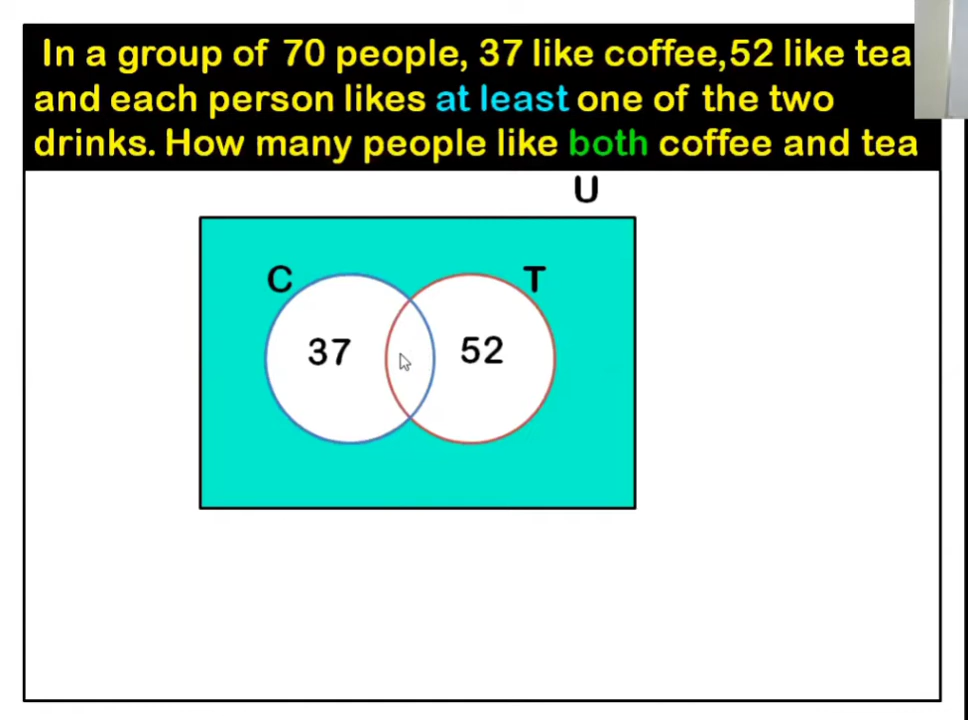 In a group of 70 people, 37 like coffee,52 like tea
and each person likes at least one of the two
drinks. How many people like both coffee and tea
U
C T
37 52